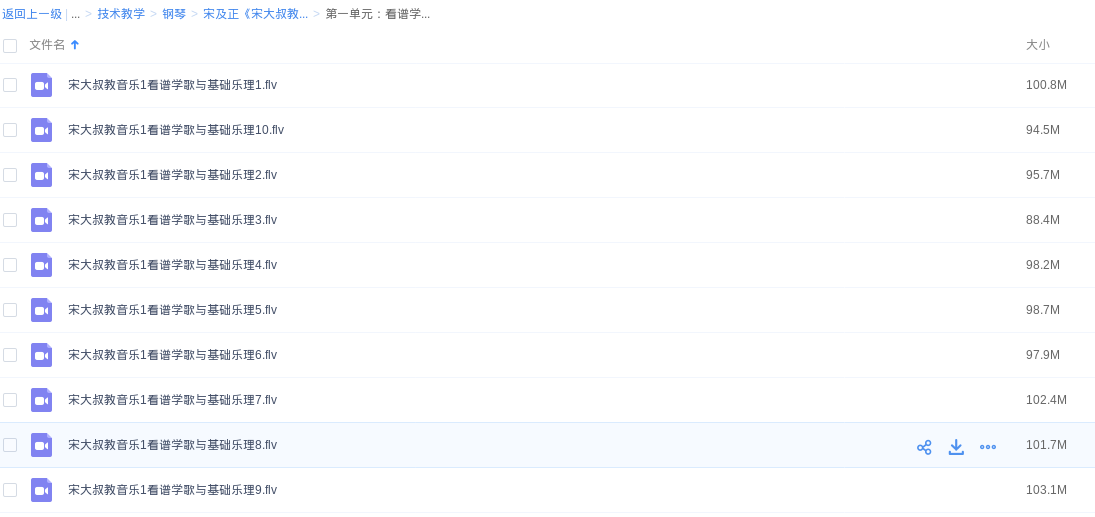 返回上一级 | ... > 技术教学 > 钢琴 > 宋及正《宋大叔教... > 第一单元：看谱学...
文件名 大小
宋大叔教音乐1看谱学歌与基础乐理1.flv 100.8M
宋大叔教音乐1看谱学歌与基础乐理10.flv 94.5M
宋大叔教音乐1看谱学歌与基础乐理2.flv 95.7M
宋大叔教音乐1看谱学歌与基础乐理3.flv 88.4M
宋大叔教音乐1看谱学歌与基础乐理4.flv 98.2M
宋大叔教音乐1看谱学歌与基础乐理5.flv 98.7M
宋大叔教音乐1看谱学歌与基础乐理6.flv 97.9M
宋大叔教音乐1看谱学歌与基础乐理7.flv 102.4M
宋大叔教音乐1看谱学歌与基础乐理8.flv 101.7M
宋大叔教音乐1看谱学歌与基础乐理9.flv 103.1M